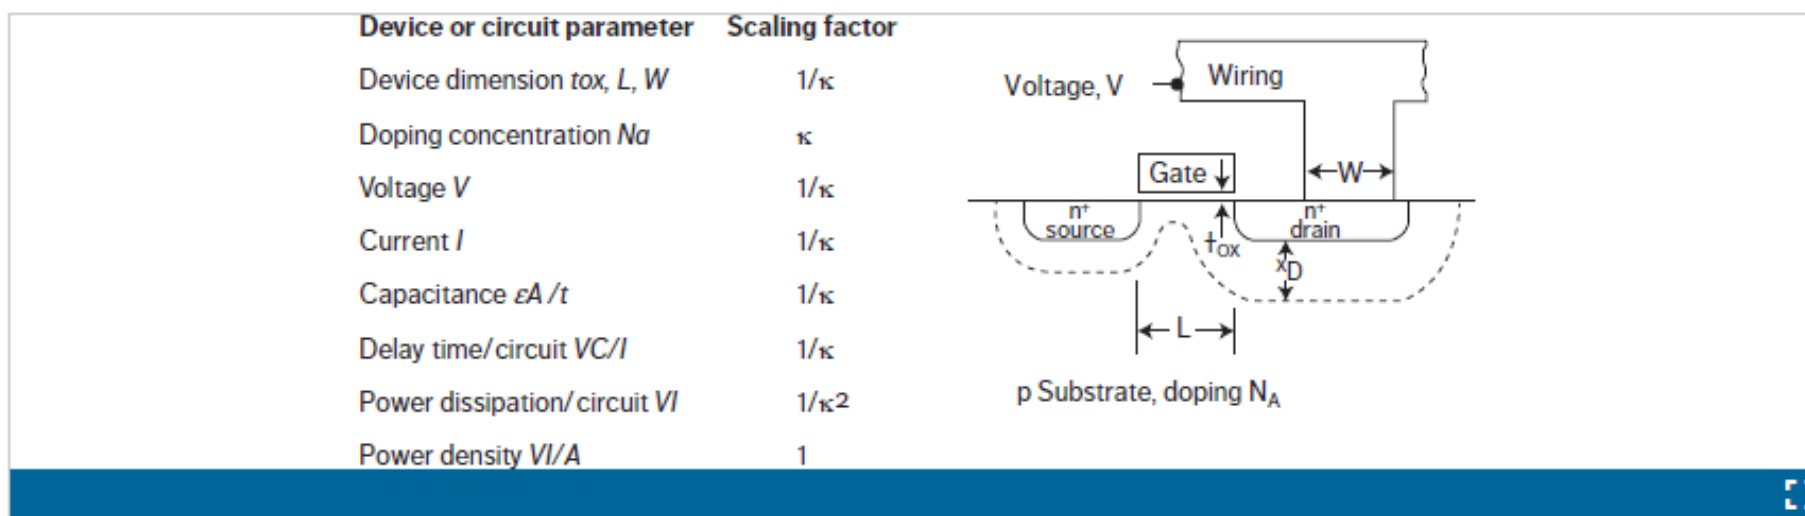 Device or circuit parameter Scaling factor
Device dimension tox, L, W 1/κ
Doping concentration Na κ
Voltage V 1/κ
Current I 1/κ
Capacitance εA/t 1/κ
Delay time/circuit VC/I 1/κ
Power dissipation/circuit VI 1/κ2
Power density VI/A 1
Voltage, V
Wiring
Gate
W
n+
source
tox
n+
drain
xD
L
p Substrate, doping NA